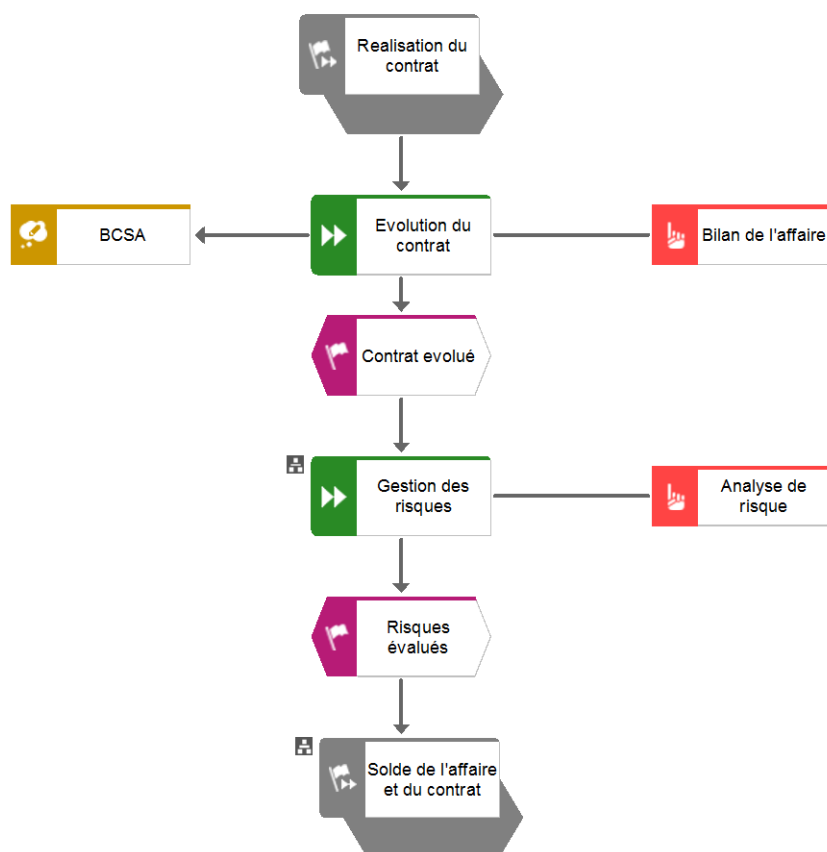 Realisation du
contrat
BCSA
Evolution du
contrat
Bilan de l'affaire
Contrat evolué
Gestion des
risques
Analyse de
risque
Risques
évalués
Solde de l'affaire
et du contrat